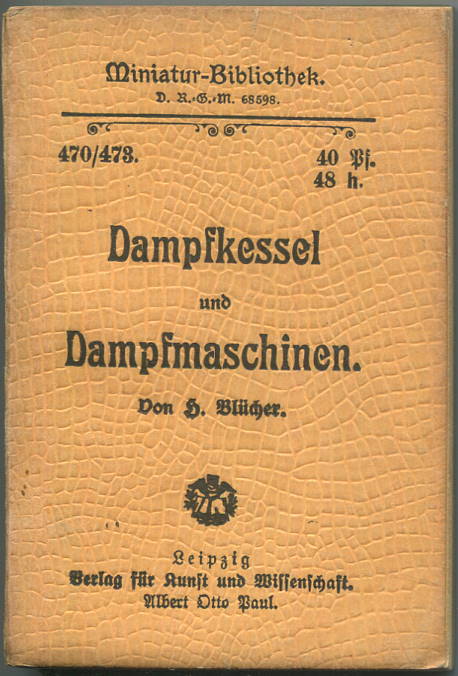 Miniatur-Bibliothek.
D. R.-G.-M. 68598.
470/473.
40 Pf.
48 h.
Dampfkessel
und
Dampfmaschinen.
Von H. Blücher.
Leipzig
Verlag für Kunst und Wissenschaft.
Albert Otto Paul.